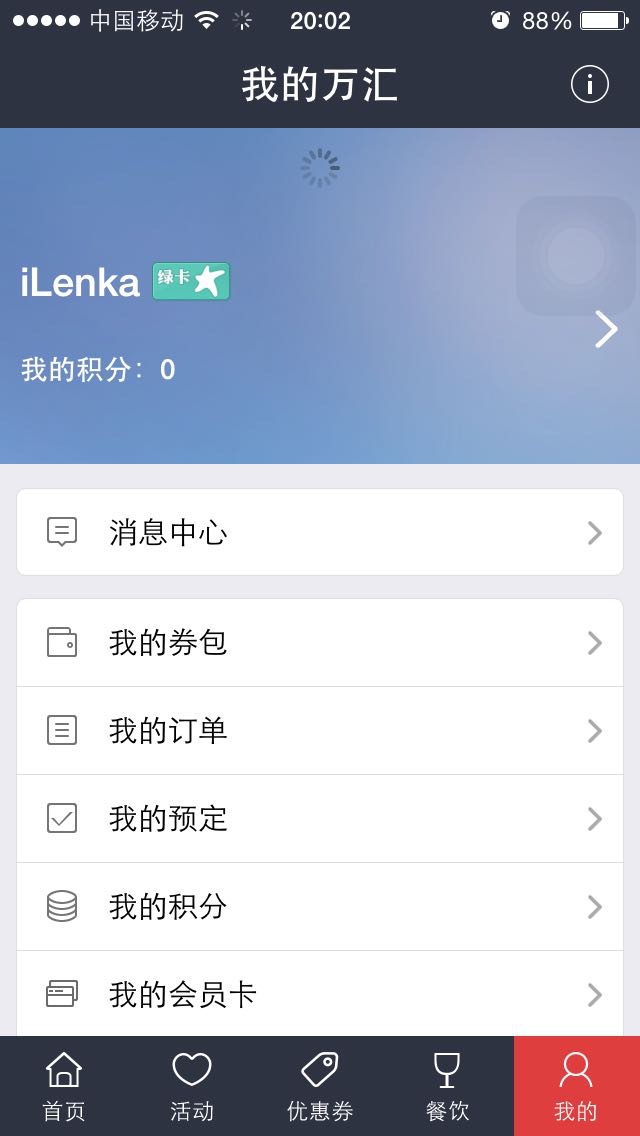 中国移动 20:02 88%
我的万汇
iLenka 绿卡
我的积分：0
消息中心
我的券包
我的订单
我的预定
我的积分
我的会员卡
首页 活动 优惠券 餐饮 我的